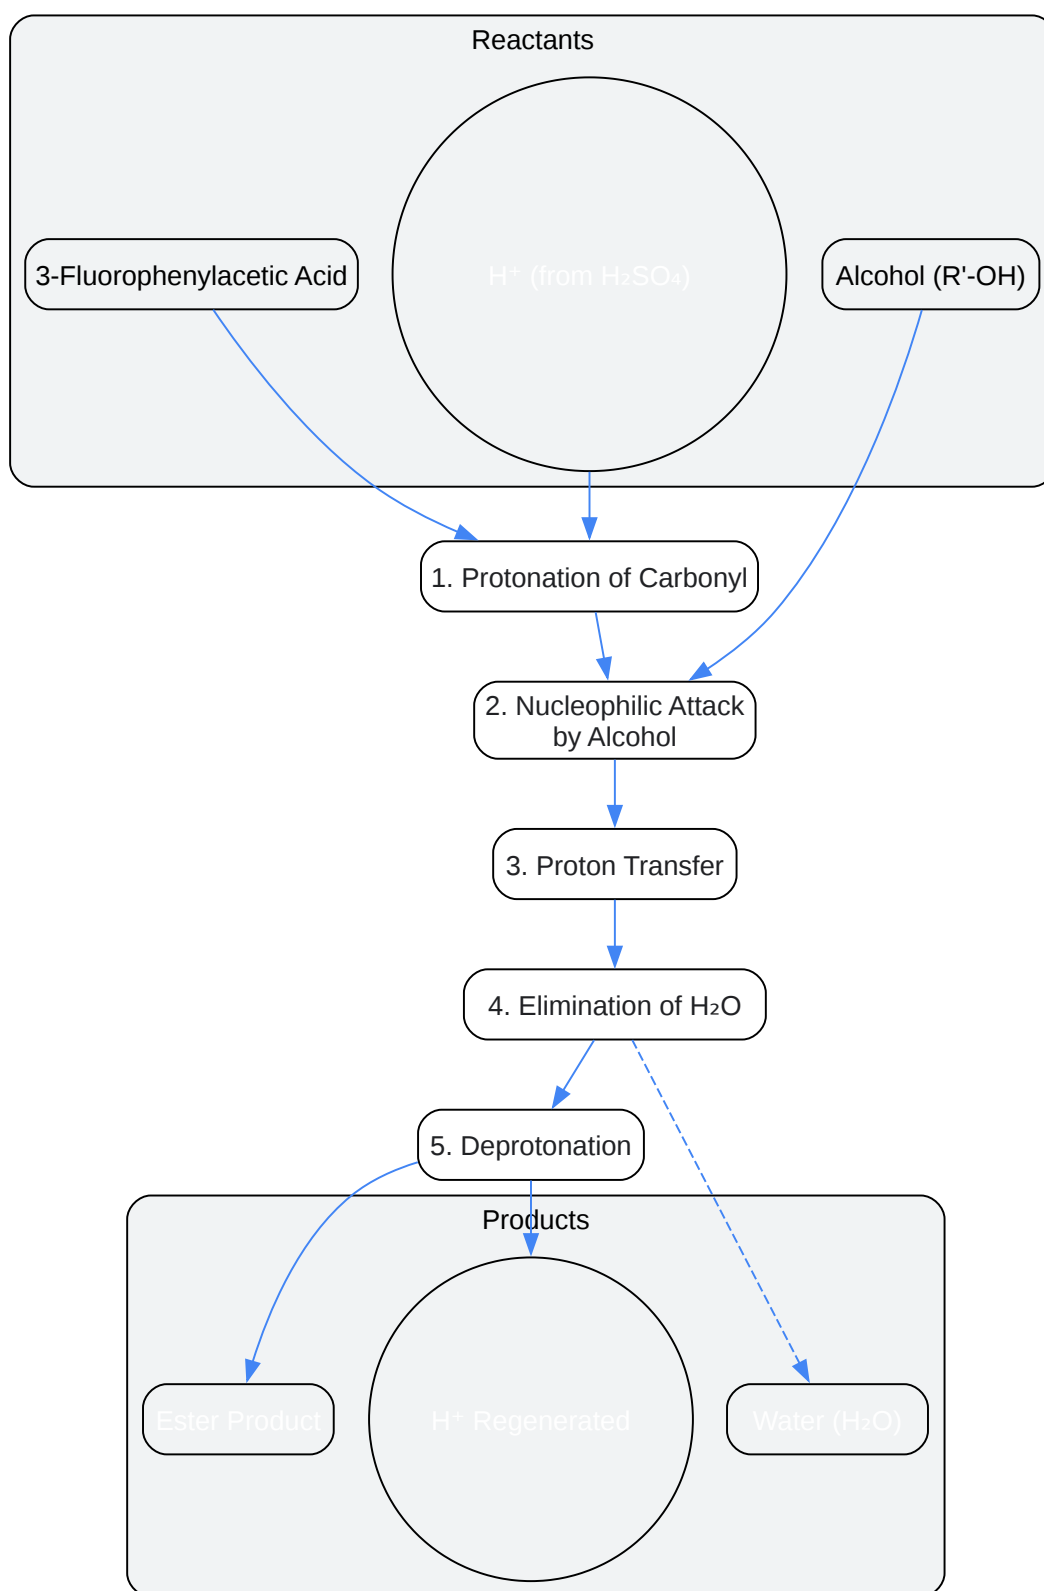 Reactants
3-Fluorophenylacetic Acid
H⁺ (from H₂SO₄)
Alcohol (R'-OH)
1. Protonation of Carbonyl
2. Nucleophilic Attack
by Alcohol
3. Proton Transfer
4. Elimination of H₂O
5. Deprotonation
Products
Ester Product
H⁺ Regenerated
Water (H₂O)